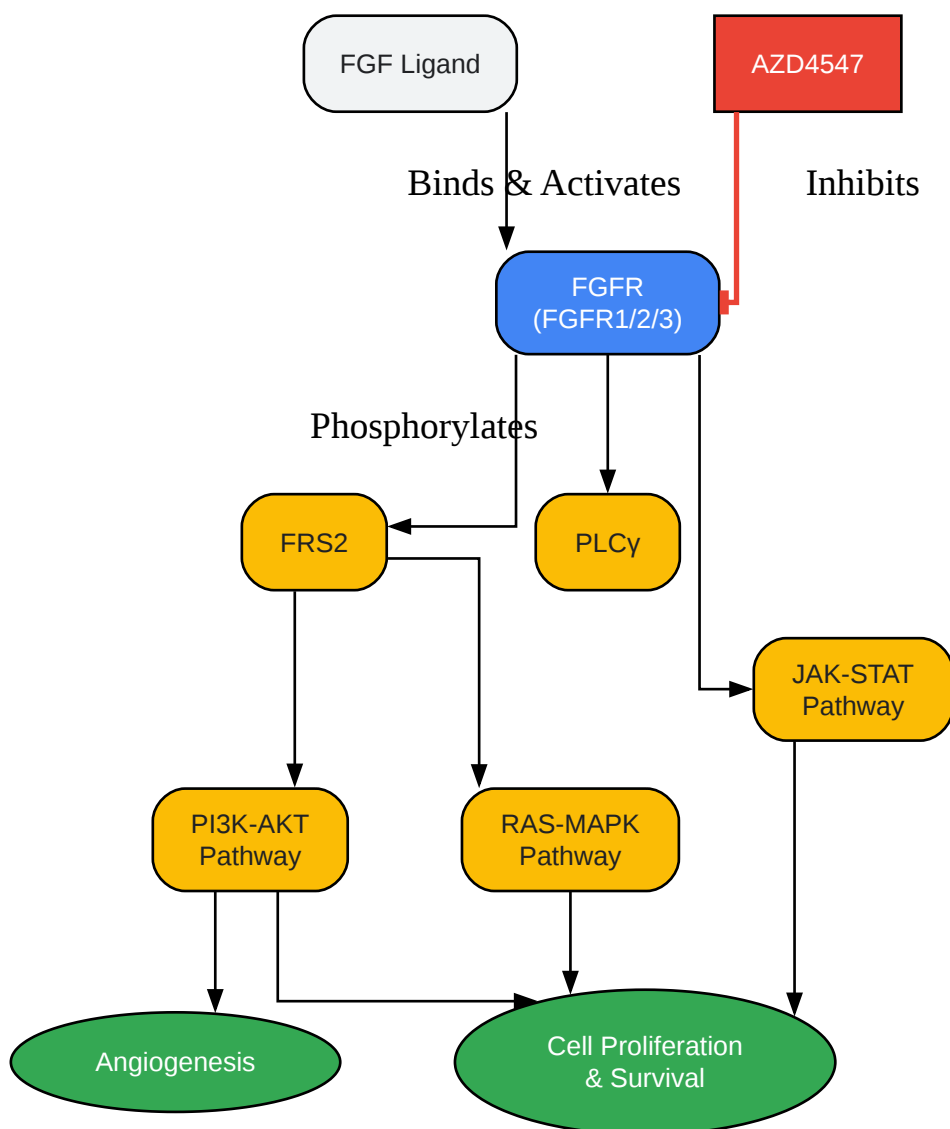 FGF Ligand
AZD4547
Binds & Activates
Inhibits
FGFR
(FGFR1/2/3)
Phosphorylates
FRS2
PLCγ
JAK-STAT
Pathway
PI3K-AKT
Pathway
RAS-MAPK
Pathway
Angiogenesis
Cell Proliferation
& Survival